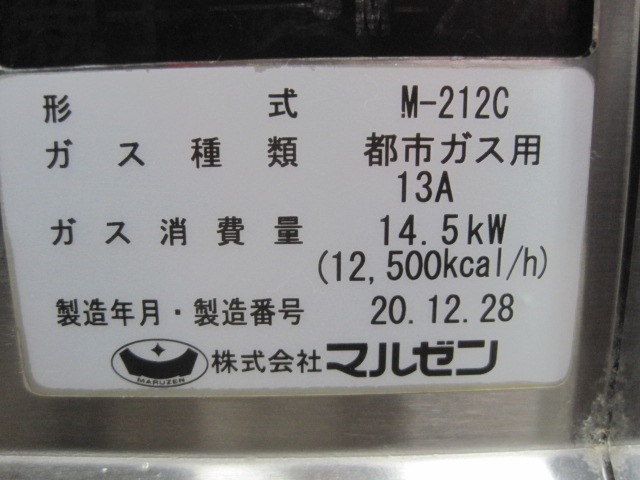 形式 M-212C
ガス種類 都市ガス用
13A
ガス消費量 14.5kW
(12,500kcal/h)
製造年月・製造番号 20.12.28
MARUZEN 株式会社マルゼン